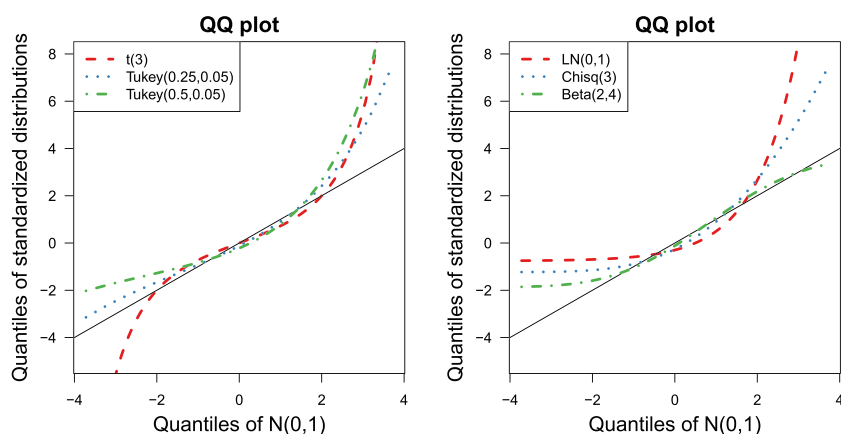 QQ plot
Quantiles of standardized distributions
8
6
4
2
0
−2
−4
t(3)
Tukey(0.25,0.05)
Tukey(0.5,0.05)
−4
−2
0
2
4
Quantiles of N(0,1)
QQ plot
Quantiles of standardized distributions
8
6
4
2
0
−2
−4
LN(0,1)
Chisq(3)
Beta(2,4)
−4
−2
0
2
4
Quantiles of N(0,1)